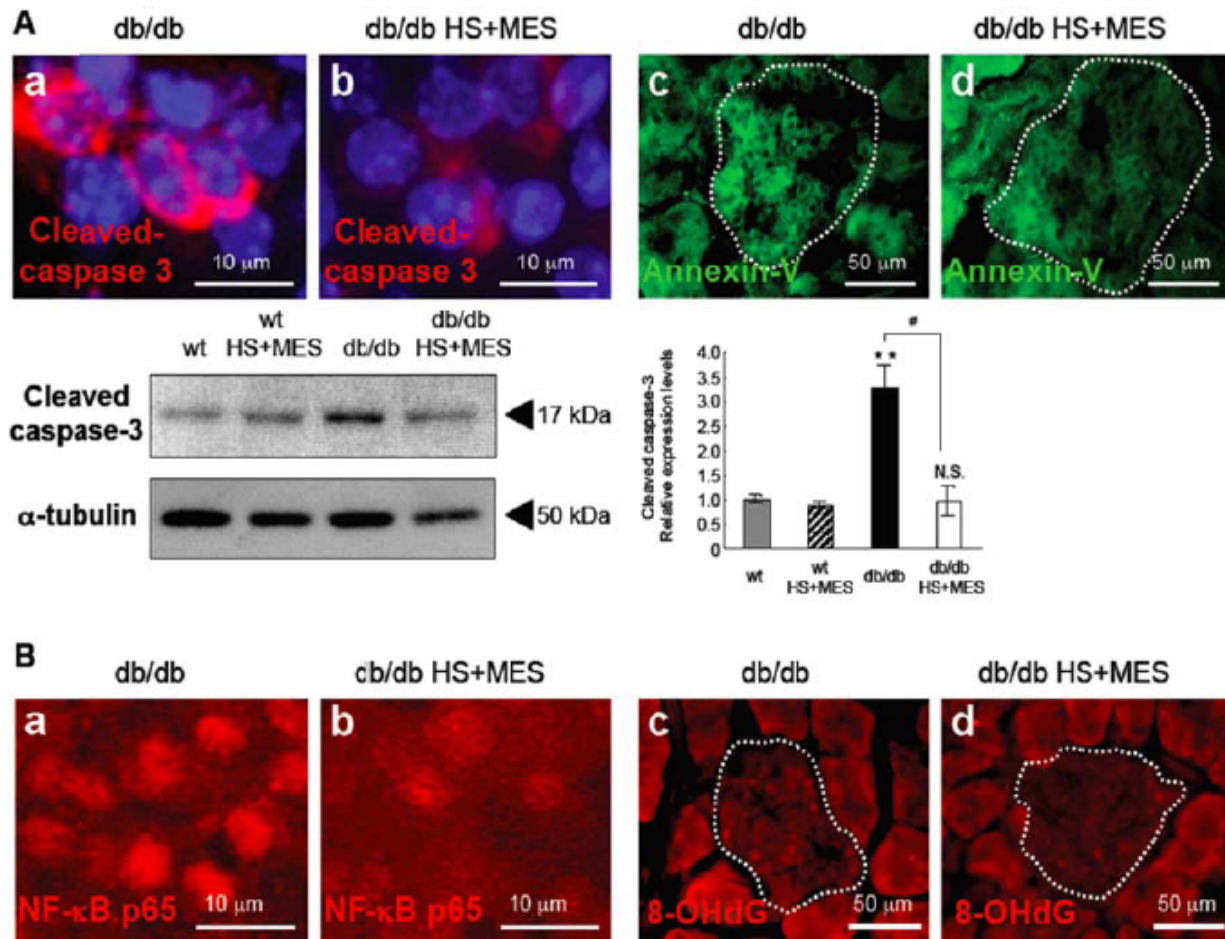 A
db/db
db/db HS+MES
db/db
db/db HS+MES
a
b
c
d
Cleaved-
caspase 3
10 μm
Cleaved-
caspase 3
10 μm
Annexin-V
50 μm
Annexin-V
50 μm
wt
wt
HS+MES
db/db
db/db
HS+MES
Cleaved
caspase-3
17 kDa
α-tubulin
50 kDa
Cleaved caspase-3
Relative expression levels
4.0
3.5
3.0
2.5
2.0
1.5
1.0
0.5
0
**
#
N.S.
wt
wt
HS+MES
db/db
db/db
HS+MES
B
db/db
db/db HS+MES
db/db
db/db HS+MES
a
b
c
d
NF-κB p65
10 μm
NF-κB p65
10 μm
8-OHdG
50 μm
8-OHdG
50 μm